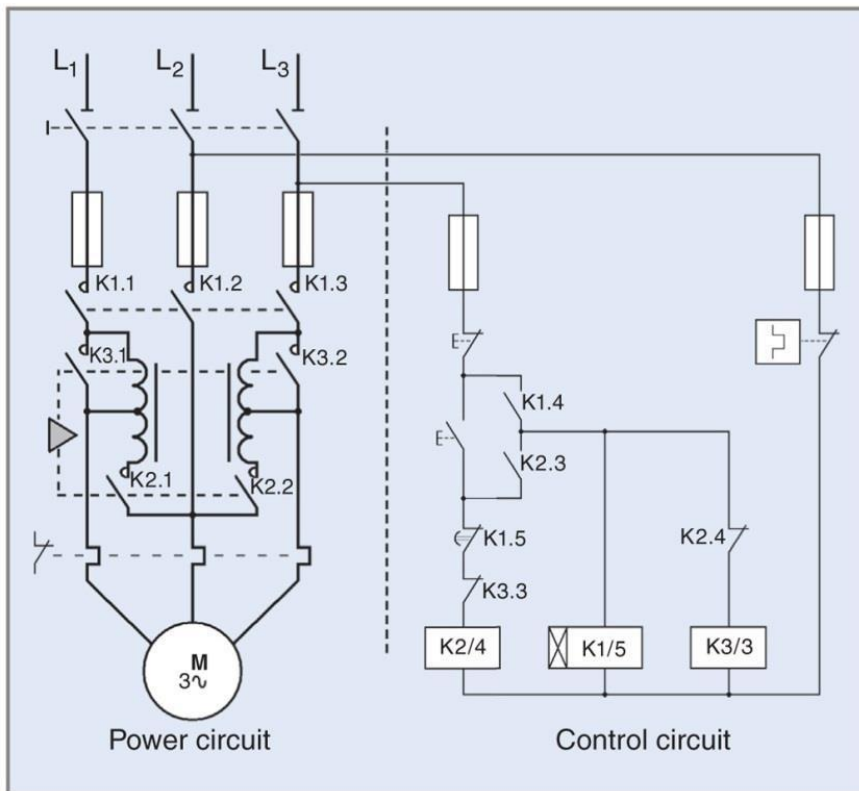 L1 L2 L3
K1.1 K1.2 K1.3
K3.1 K3.2
K1.4
K2.3
K2.1 K2.2
K1.5 K2.4
K3.3
K2/4 K1/5 K3/3
M
3∿
Power circuit Control circuit